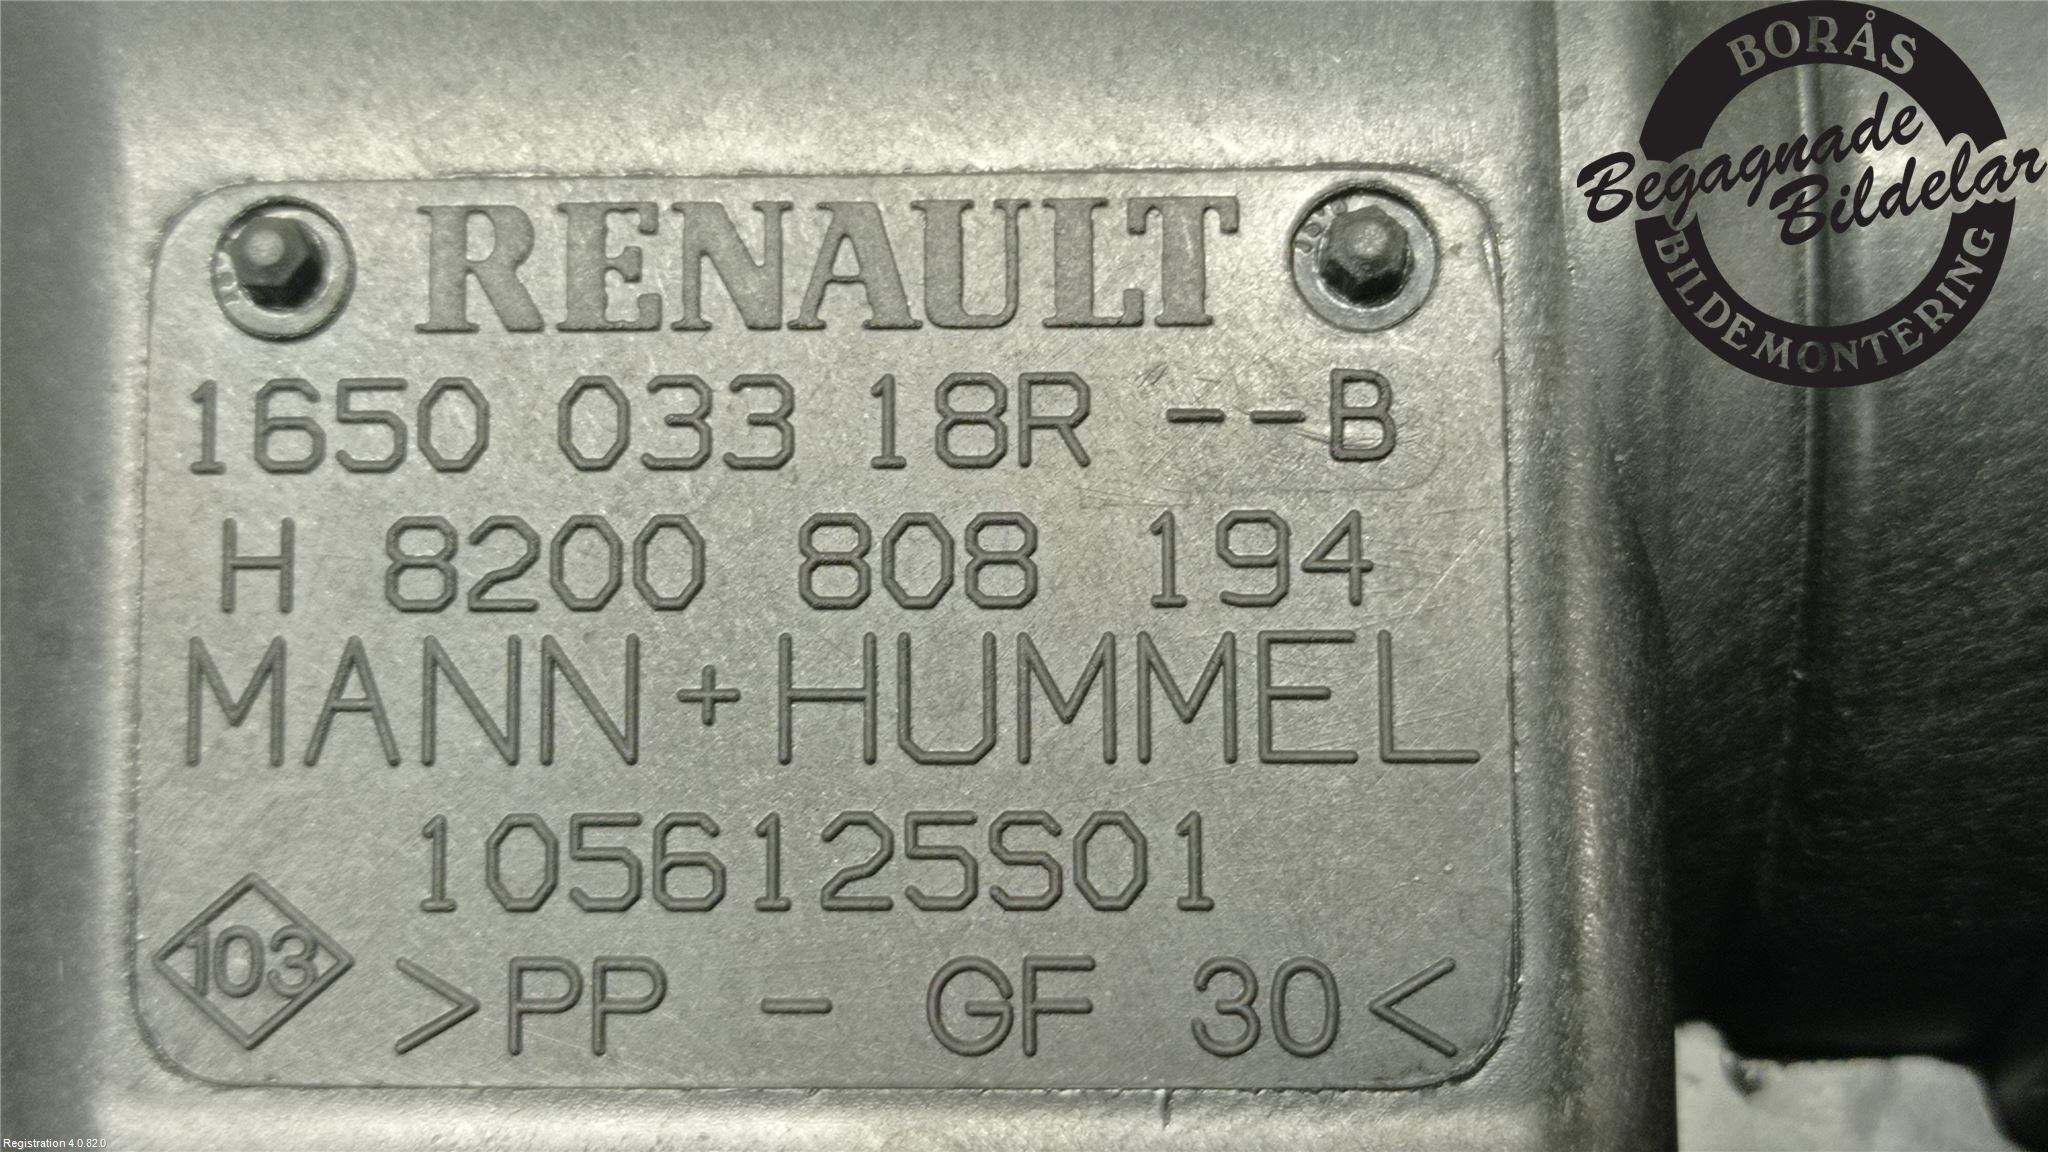 RENAULT
1650 033 18R --B
H 8200 808 194
MANN+HUMMEL
1056125S01
103
>PP - GF 30<
BORÅS
Begagnade
Bildelar
BILDEMONTERING
Registration 4.0.82.0